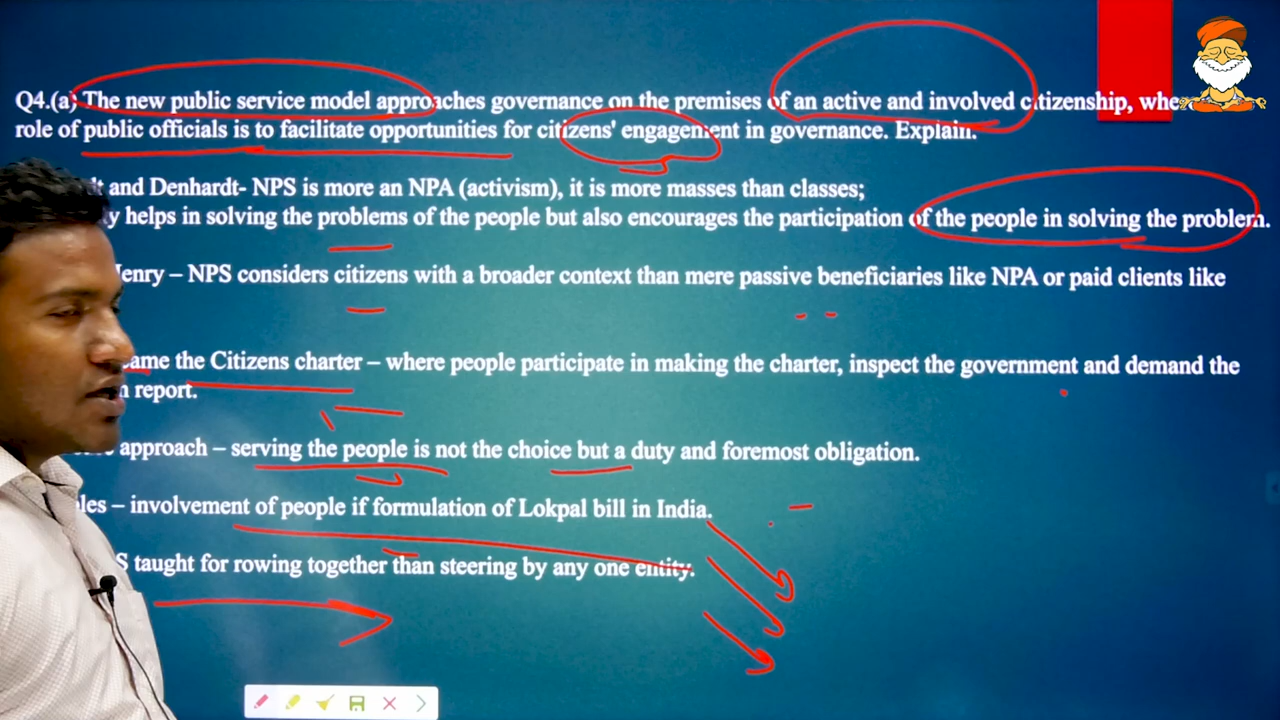 Q4.(a) The new public service model approaches governance on the premises of an active and involved citizenship,
role of public officials is to facilitate opportunities for citizens' engagement in governance. Explain.
and Denhardt- NPS is more an NPA (activism), it is more masses than classes;
helps in solving the problems of the people but also encourages the participation of the people in solving the problem.
– NPS considers citizens with a broader context than mere passive beneficiaries like NPA or paid clients like
the Citizens charter – where people participate in making the charter, inspect the government and demand the
report.
approach – serving the people is not the choice but a duty and foremost obligation.
– involvement of people if formulation of Lokpal bill in India.
taught for rowing together than steering by any one entity.